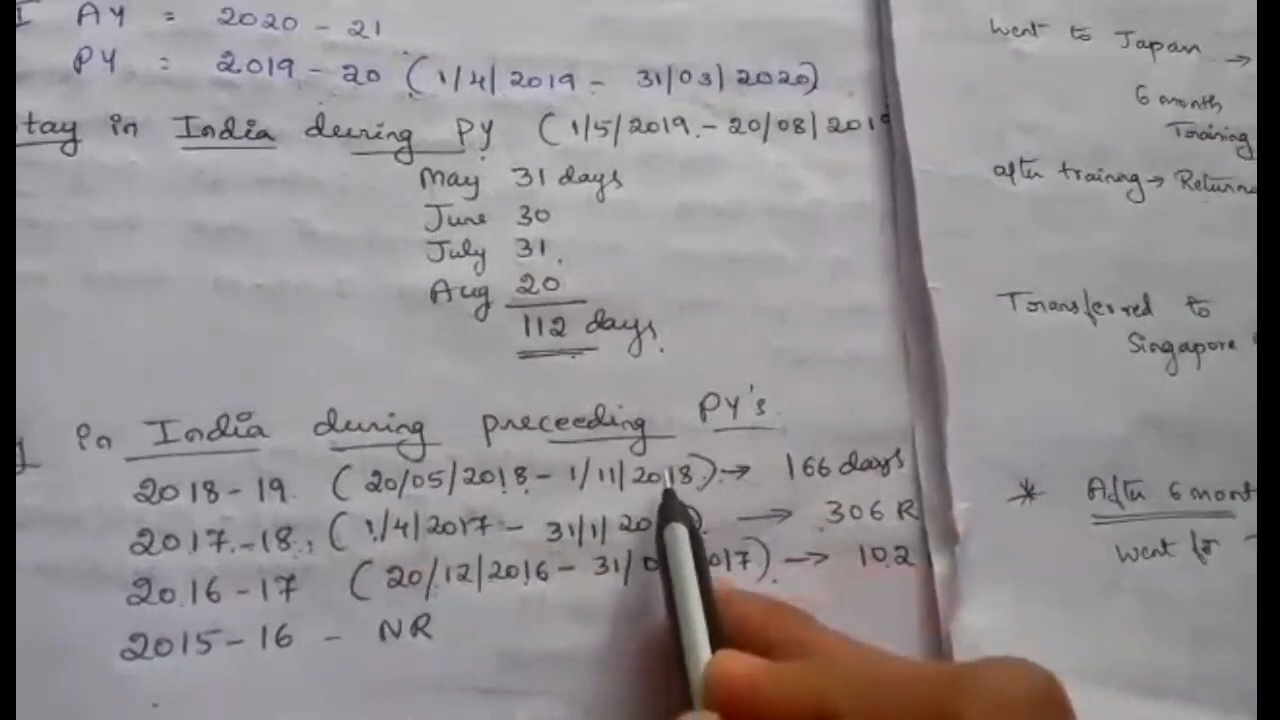 AY = 2020-21
PY = 2019-20 (1/4/2019 - 31/03/2020)
tay in India during PY (1/5/2019 - 20/08/201
May 31 days
June 30
July 31
Aug 20
112 days
in India during preceeding PY's
2018-19 (20/05/2018 - 1/11/2018) → 166 days
2017-18 (1/4/2017 - 31/1/20 → 306 R
2016-17 (20/12/2016 - 31/0 017) → 102
2015-16 - NR
Went to Japan →
6 month
Training
after training → Return
Transferred to
Singapore
* After 6 mont
Went for